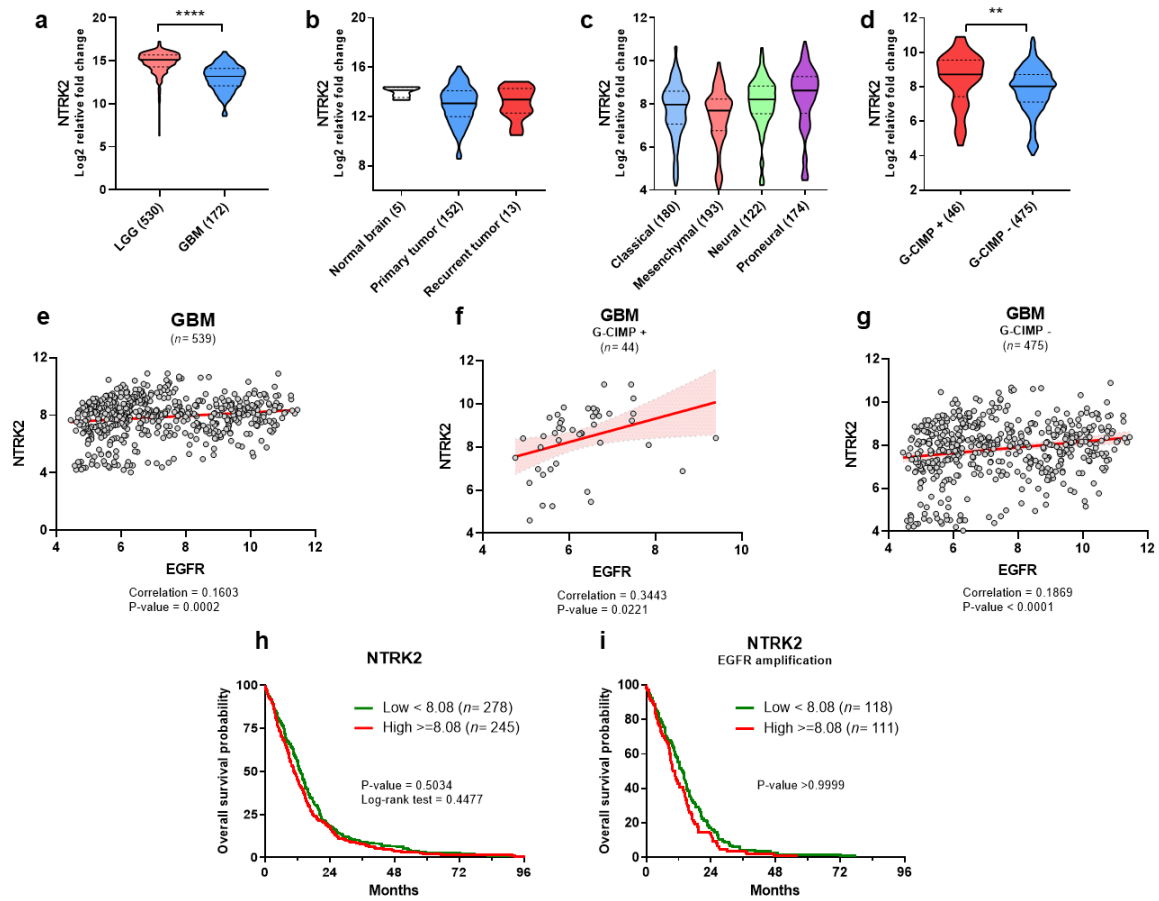 a
****
NTRK2
Log2 relative fold change
20
15
10
5
0
LGG (530)
GBM (172)
b
NTRK2
Log2 relative fold change
20
16
12
8
6
Normal brain (5)
Primary tumor (152)
Recurrent tumor (13)
c
NTRK2
Log2 relative fold change
12
10
8
6
4
Classical (180)
Mesenchymal (193)
Neural (122)
Proneural (174)
d
**
NTRK2
Log2 relative fold change
12
10
8
6
4
2
G-CIMP + (46)
G-CIMP - (475)
e
GBM
(n= 539)
NTRK2
12
8
4
0
4 6 8 10 12
EGFR
Correlation = 0.1603
P-value = 0.0002
f
GBM
G-CIMP +
(n= 44)
NTRK2
12
10
8
6
4
4 6 8 10
EGFR
Correlation = 0.3443
P-value = 0.0221
g
GBM
G-CIMP -
(n= 475)
NTRK2
12
10
8
6
4
4 6 8 10 12
EGFR
Correlation = 0.1869
P-value < 0.0001
h
NTRK2
Overall survival probability
100
75
50
25
0
Low < 8.08 (n= 278)
High >=8.08 (n= 245)
P-value = 0.5034
Log-rank test = 0.4477
0 24 48 72 96
Months
i
NTRK2
EGFR amplification
Overall survival probability
100
80
60
40
20
0
Low < 8.08 (n= 118)
High >=8.08 (n= 111)
P-value >0.9999
0 24 48 72 96
Months